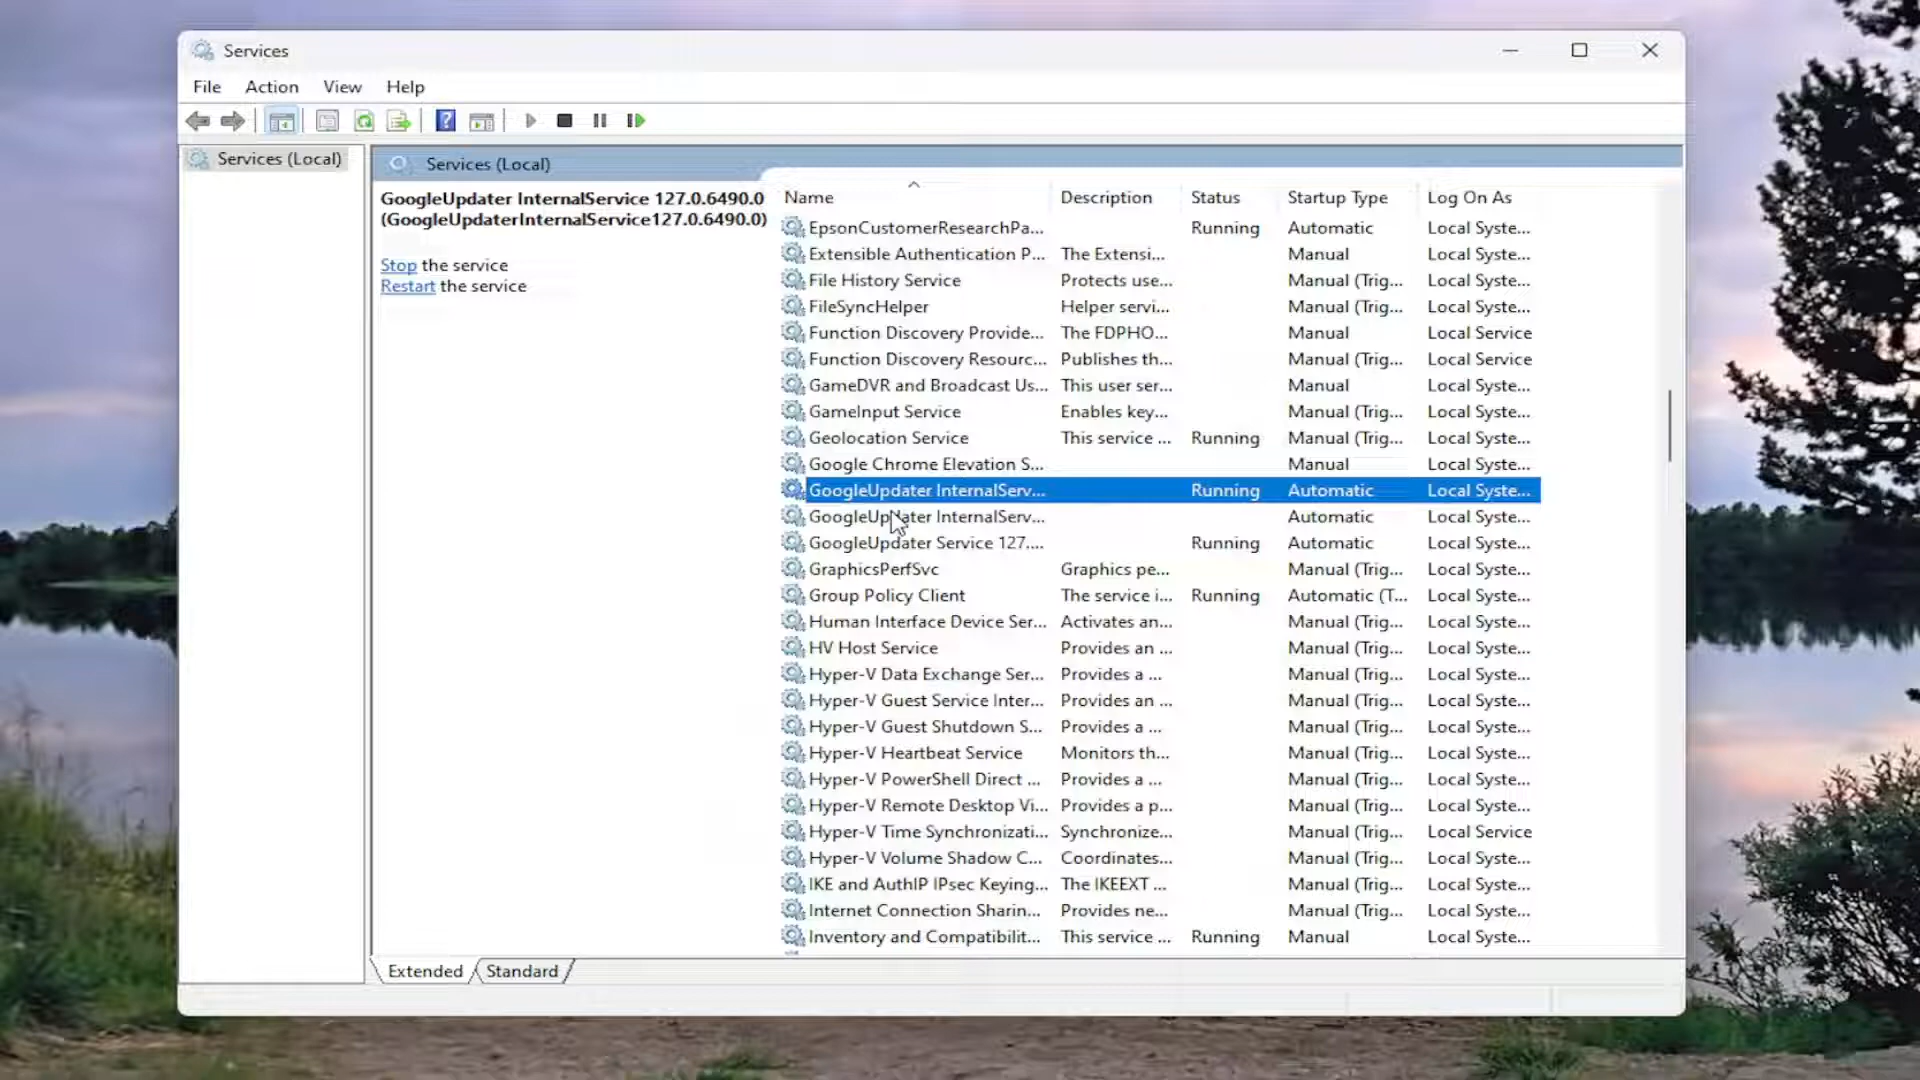 Services
File Action View Help
Services (Local)
Services (Local)
GoogleUpdater InternalService 127.0.6490.0
(GoogleUpdaterInternalService127.0.6490.0)
Stop the service
Restart the service
Name Description Status Startup Type Log On As
EpsonCustomerResearchPa... Running Automatic Local Syste...
Extensible Authentication P... The Extensi... Manual Local Syste...
File History Service Protects use... Manual (Trig... Local Syste...
FileSyncHelper Helper servi... Manual (Trig... Local Syste...
Function Discovery Provide... The FDPHO... Manual Local Service
Function Discovery Resourc... Publishes th... Manual (Trig... Local Service
GameDVR and Broadcast Us... This user ser... Manual Local Syste...
GameInput Service Enables key... Manual (Trig... Local Syste...
Geolocation Service This service ... Running Manual (Trig... Local Syste...
Google Chrome Elevation S... Manual Local Syste...
GoogleUpdater InternalServ... Running Automatic Local Syste...
GoogleUpdater InternalServ... Automatic Local Syste...
GoogleUpdater Service 127.... Running Automatic Local Syste...
GraphicsPerfSvc Graphics pe... Manual (Trig... Local Syste...
Group Policy Client The service i... Running Automatic (T... Local Syste...
Human Interface Device Ser... Activates an... Manual (Trig... Local Syste...
HV Host Service Provides an ... Manual (Trig... Local Syste...
Hyper-V Data Exchange Ser... Provides a ... Manual (Trig... Local Syste...
Hyper-V Guest Service Inter... Provides an ... Manual (Trig... Local Syste...
Hyper-V Guest Shutdown S... Provides a ... Manual (Trig... Local Syste...
Hyper-V Heartbeat Service Monitors th... Manual (Trig... Local Syste...
Hyper-V PowerShell Direct ... Provides a ... Manual (Trig... Local Syste...
Hyper-V Remote Desktop Vi... Provides a p... Manual (Trig... Local Syste...
Hyper-V Time Synchronizati... Synchronize... Manual (Trig... Local Service
Hyper-V Volume Shadow C... Coordinates... Manual (Trig... Local Syste...
IKE and AuthIP IPsec Keying... The IKEEXT ... Manual (Trig... Local Syste...
Internet Connection Sharin... Provides ne... Manual (Trig... Local Syste...
Inventory and Compatibilit... This service ... Running Manual Local Syste...
Extended Standard